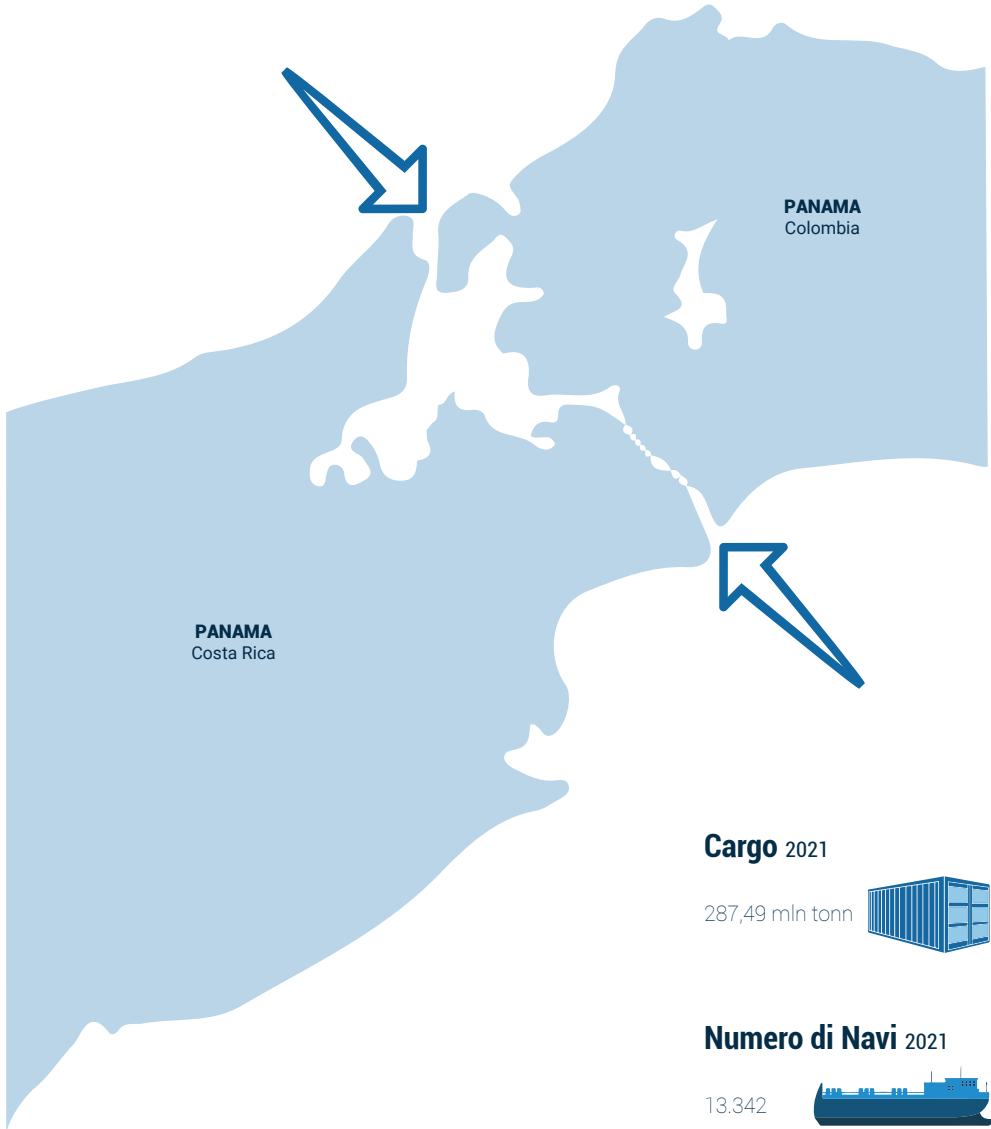 PANAMA
Colombia
PANAMA
Costa Rica
Cargo 2021
287,49 mln tonn
Numero di Navi 2021
13.342